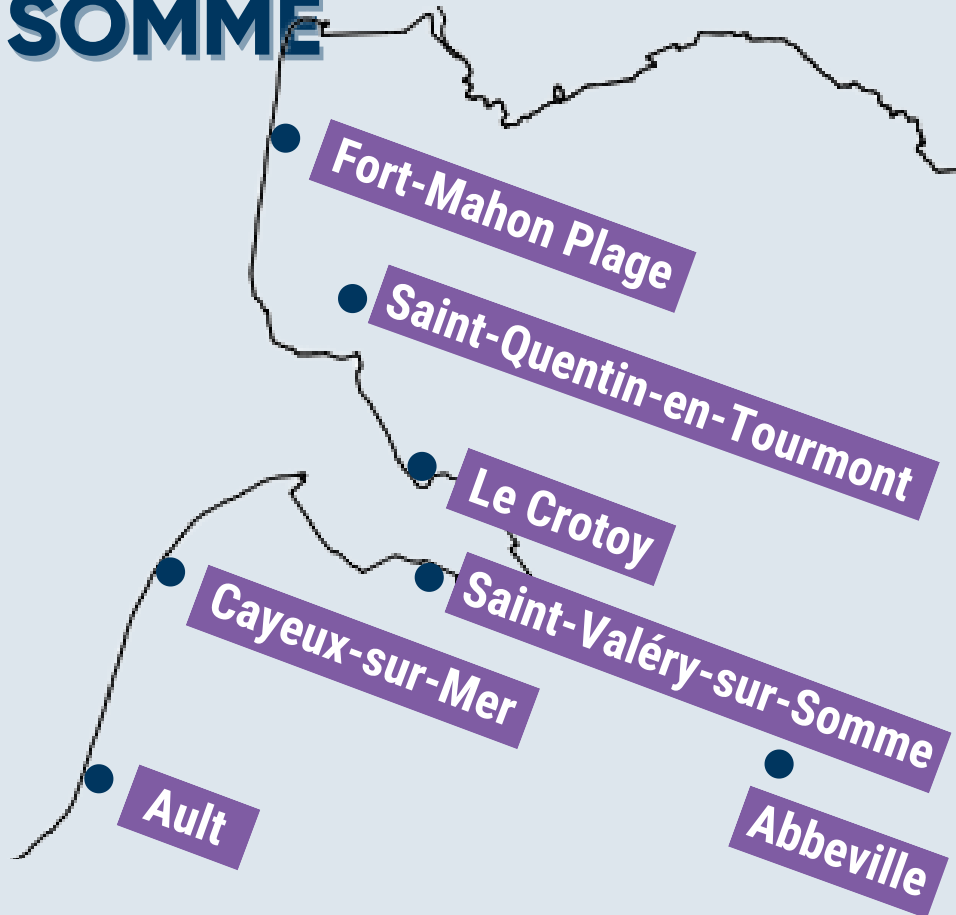 SOMME
Fort-Mahon Plage
Saint-Quentin-en-Tourmont
Le Crotoy
Saint-Valéry-sur-Somme
Cayeux-sur-Mer
Ault
Abbeville